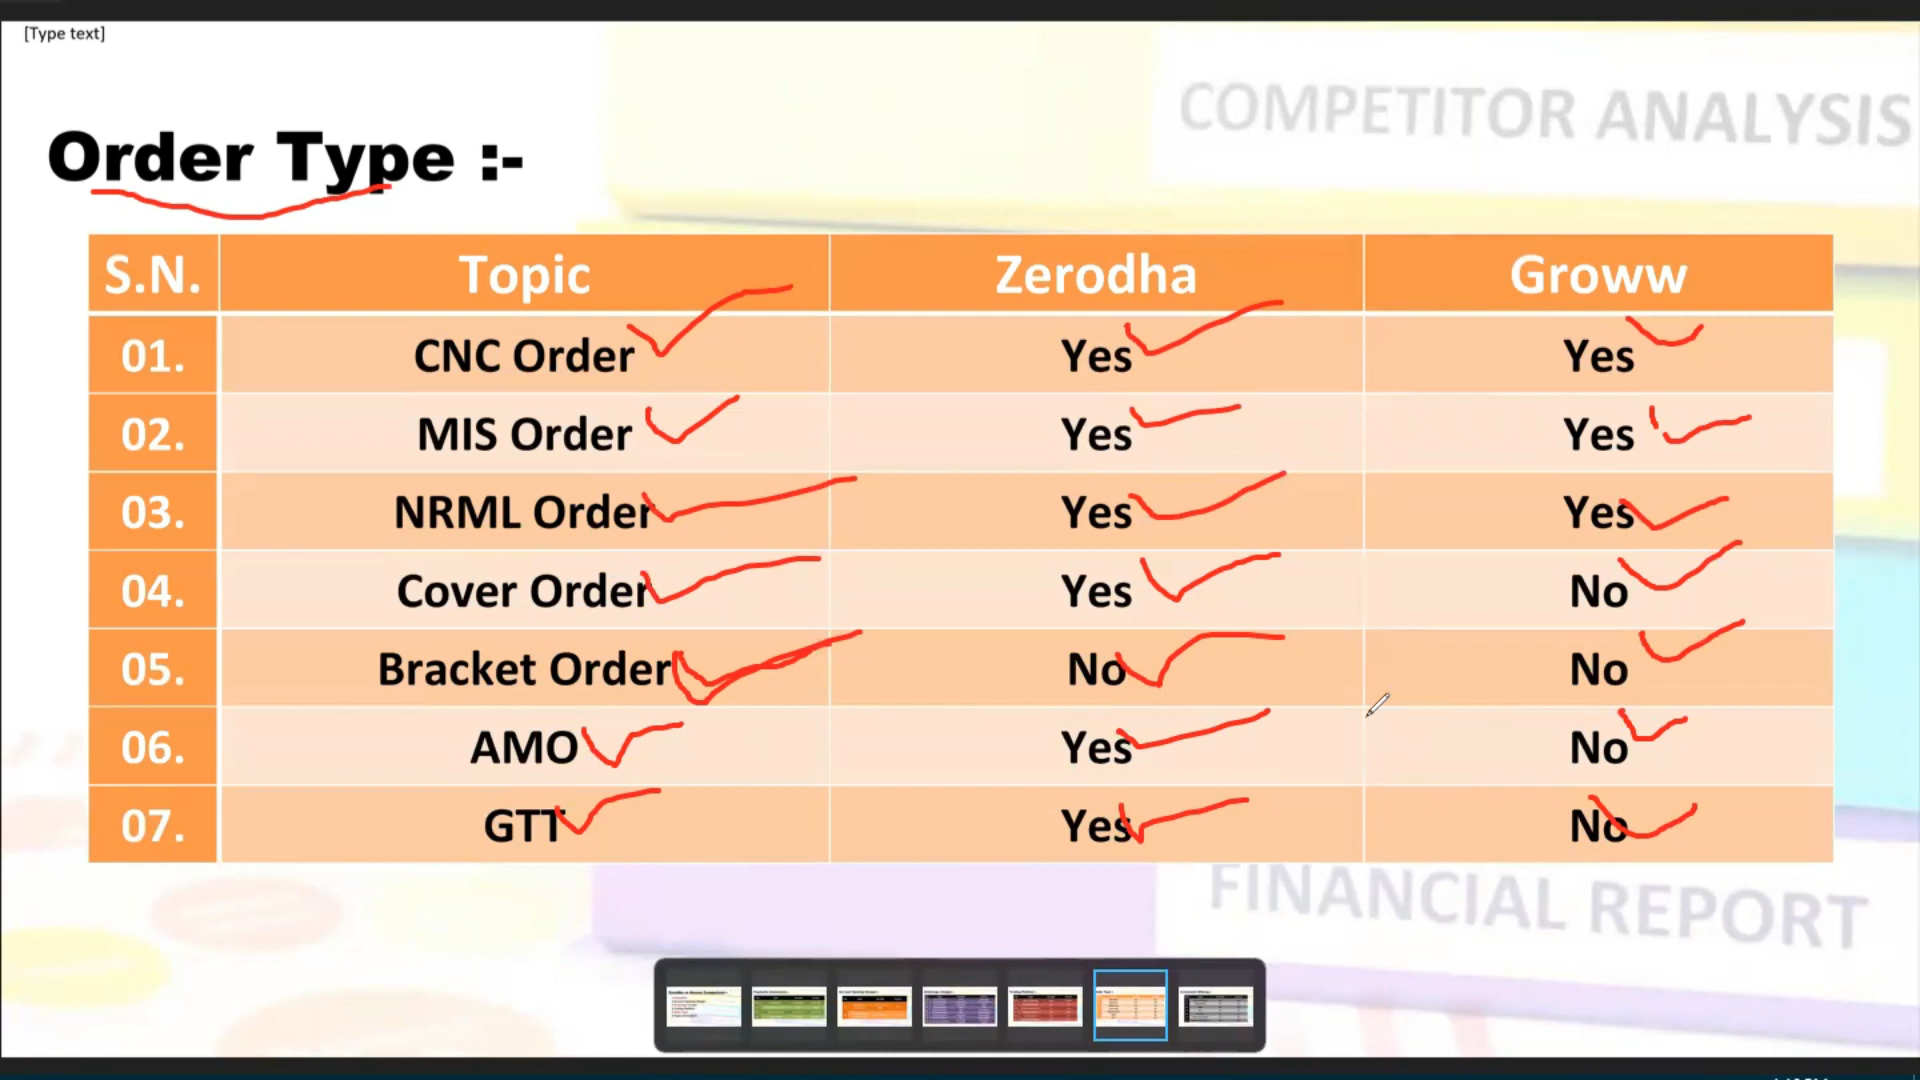 [Type text]
COMPETITOR ANALYSIS
Order Type :-
S.N. Topic Zerodha Groww
01. CNC Order Yes Yes
02. MIS Order Yes Yes
03. NRML Order Yes Yes
04. Cover Order Yes No
05. Bracket Order No No
06. AMO Yes No
07. GTT Yes No
FINANCIAL REPORT